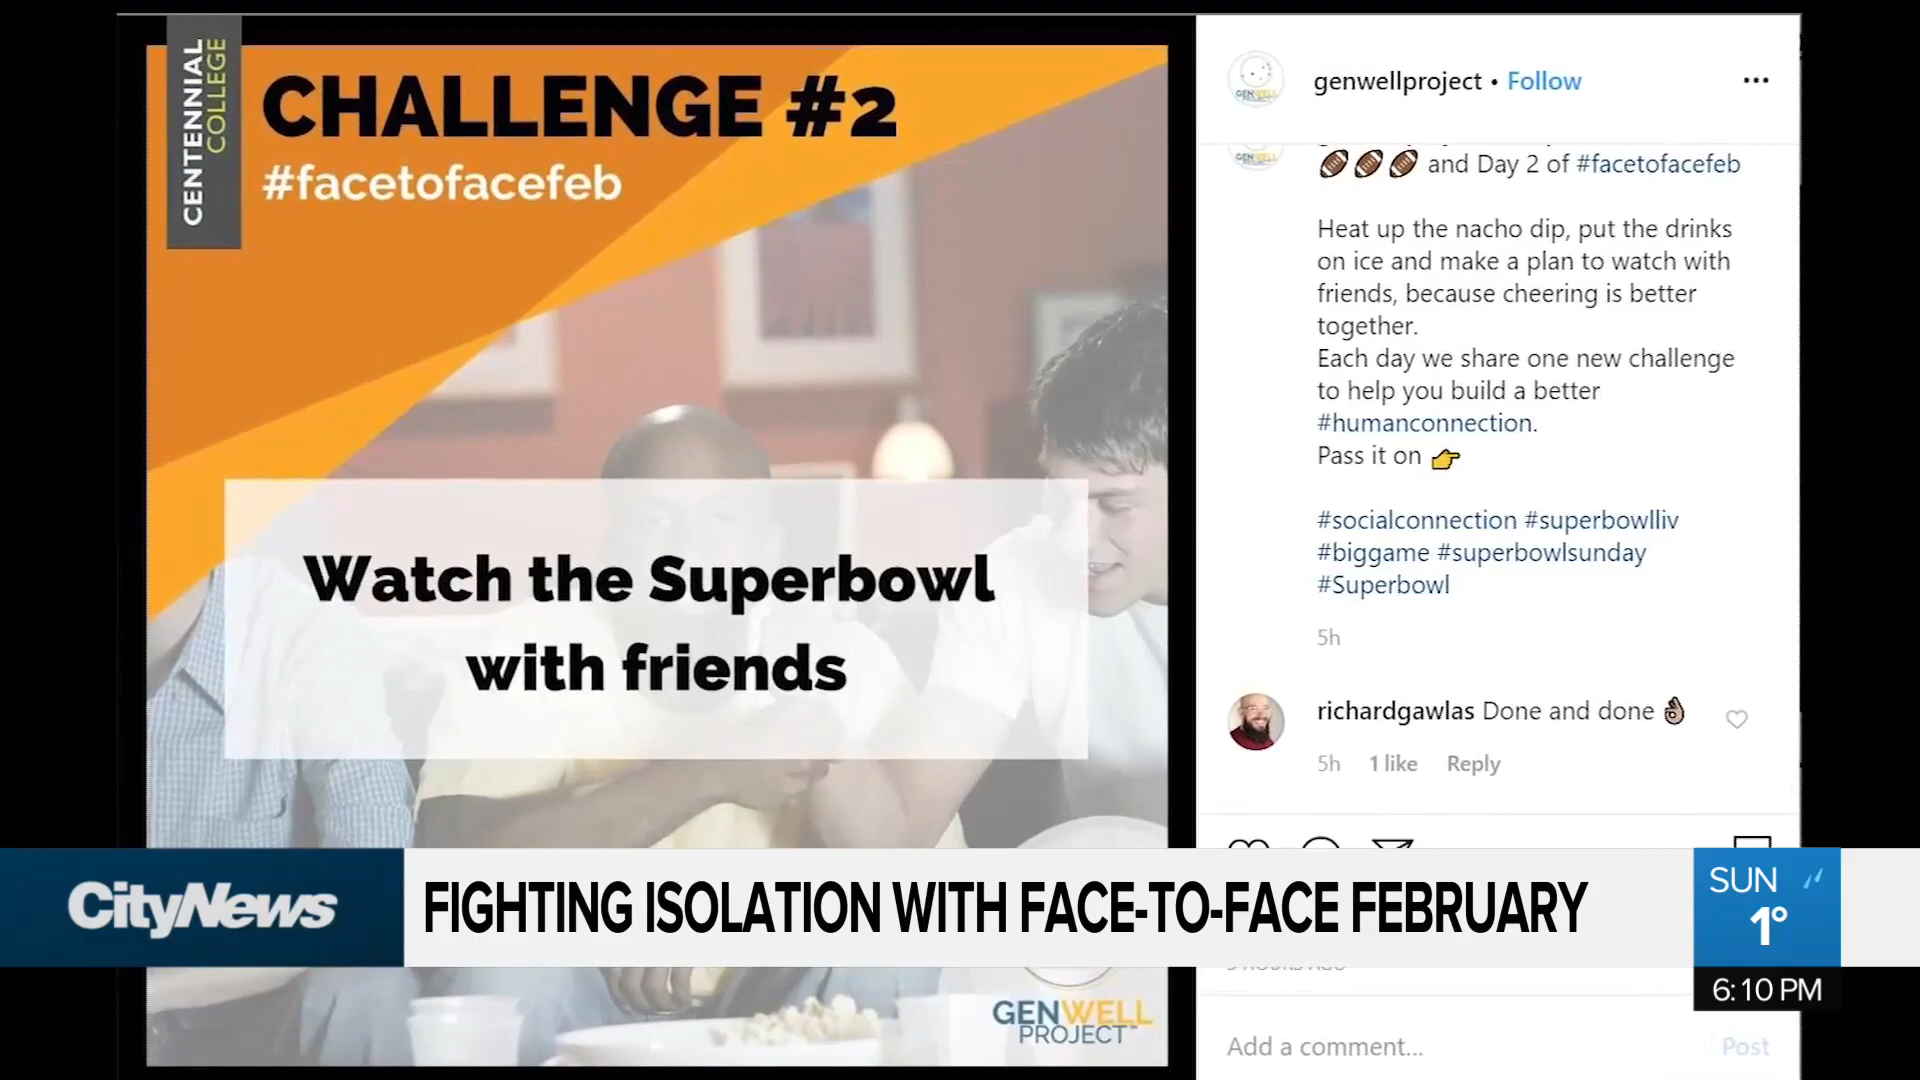 CENTENNIAL
COLLEGE
CHALLENGE #2
#facetofacefeb
Watch the Superbowl
with friends
GENWELL
PROJECT™
genwellproject • Follow
🏈🏈🏈 and Day 2 of #facetofacefeb
Heat up the nacho dip, put the drinks
on ice and make a plan to watch with
friends, because cheering is better
together.
Each day we share one new challenge
to help you build a better
#humanconnection.
Pass it on 👉
#socialconnection #superbowlliv
#biggame #superbowlsunday
#Superbowl
5h
richardgawlas Done and done 👌
5h 1 like Reply
Add a comment...
Post
CityNews
FIGHTING ISOLATION WITH FACE-TO-FACE FEBRUARY
SUN
1°
6:10 PM